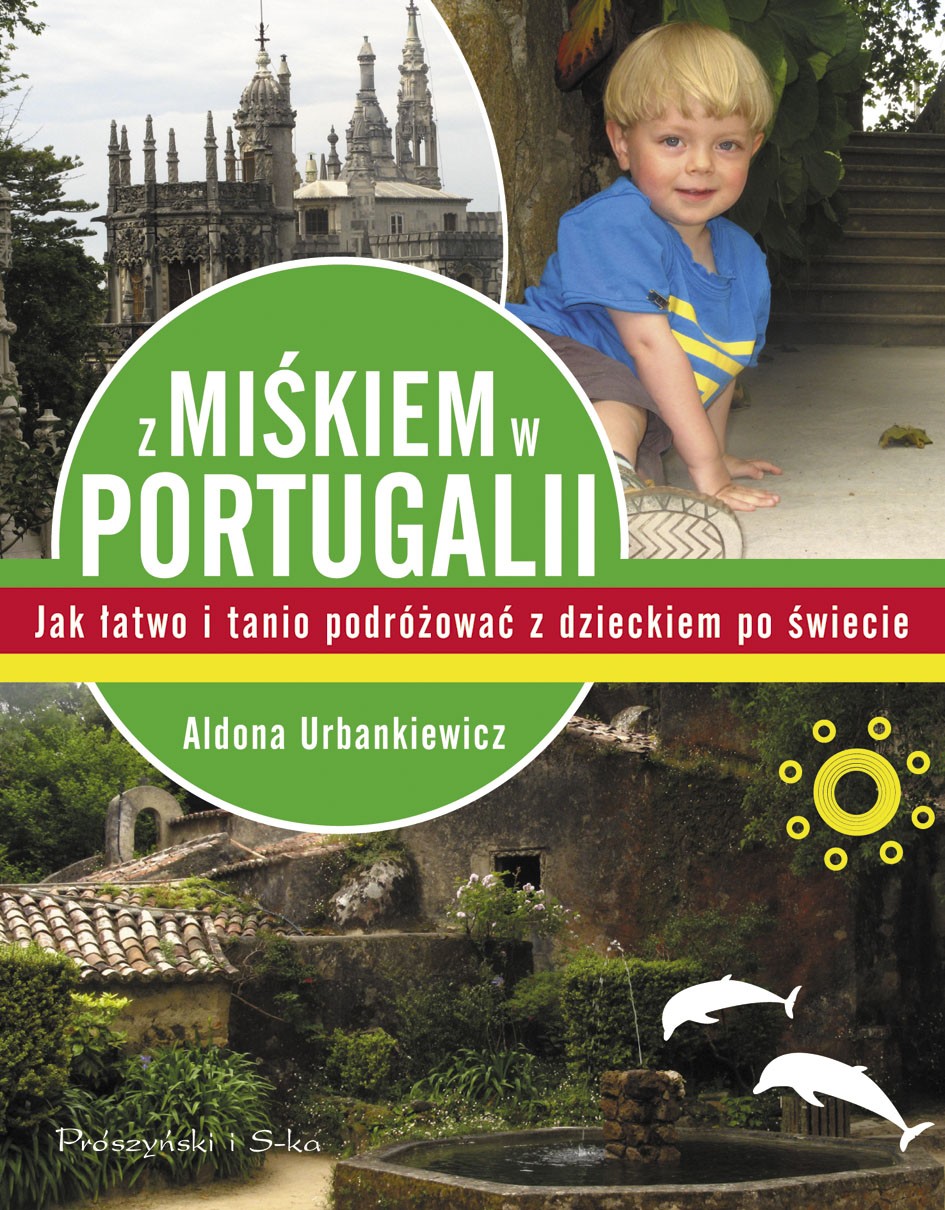 z MIŚKIEM w
PORTUGALII
Jak łatwo i tanio podróżować z dzieckiem po świecie
Aldona Urbankiewicz
Prószyński i S-ka